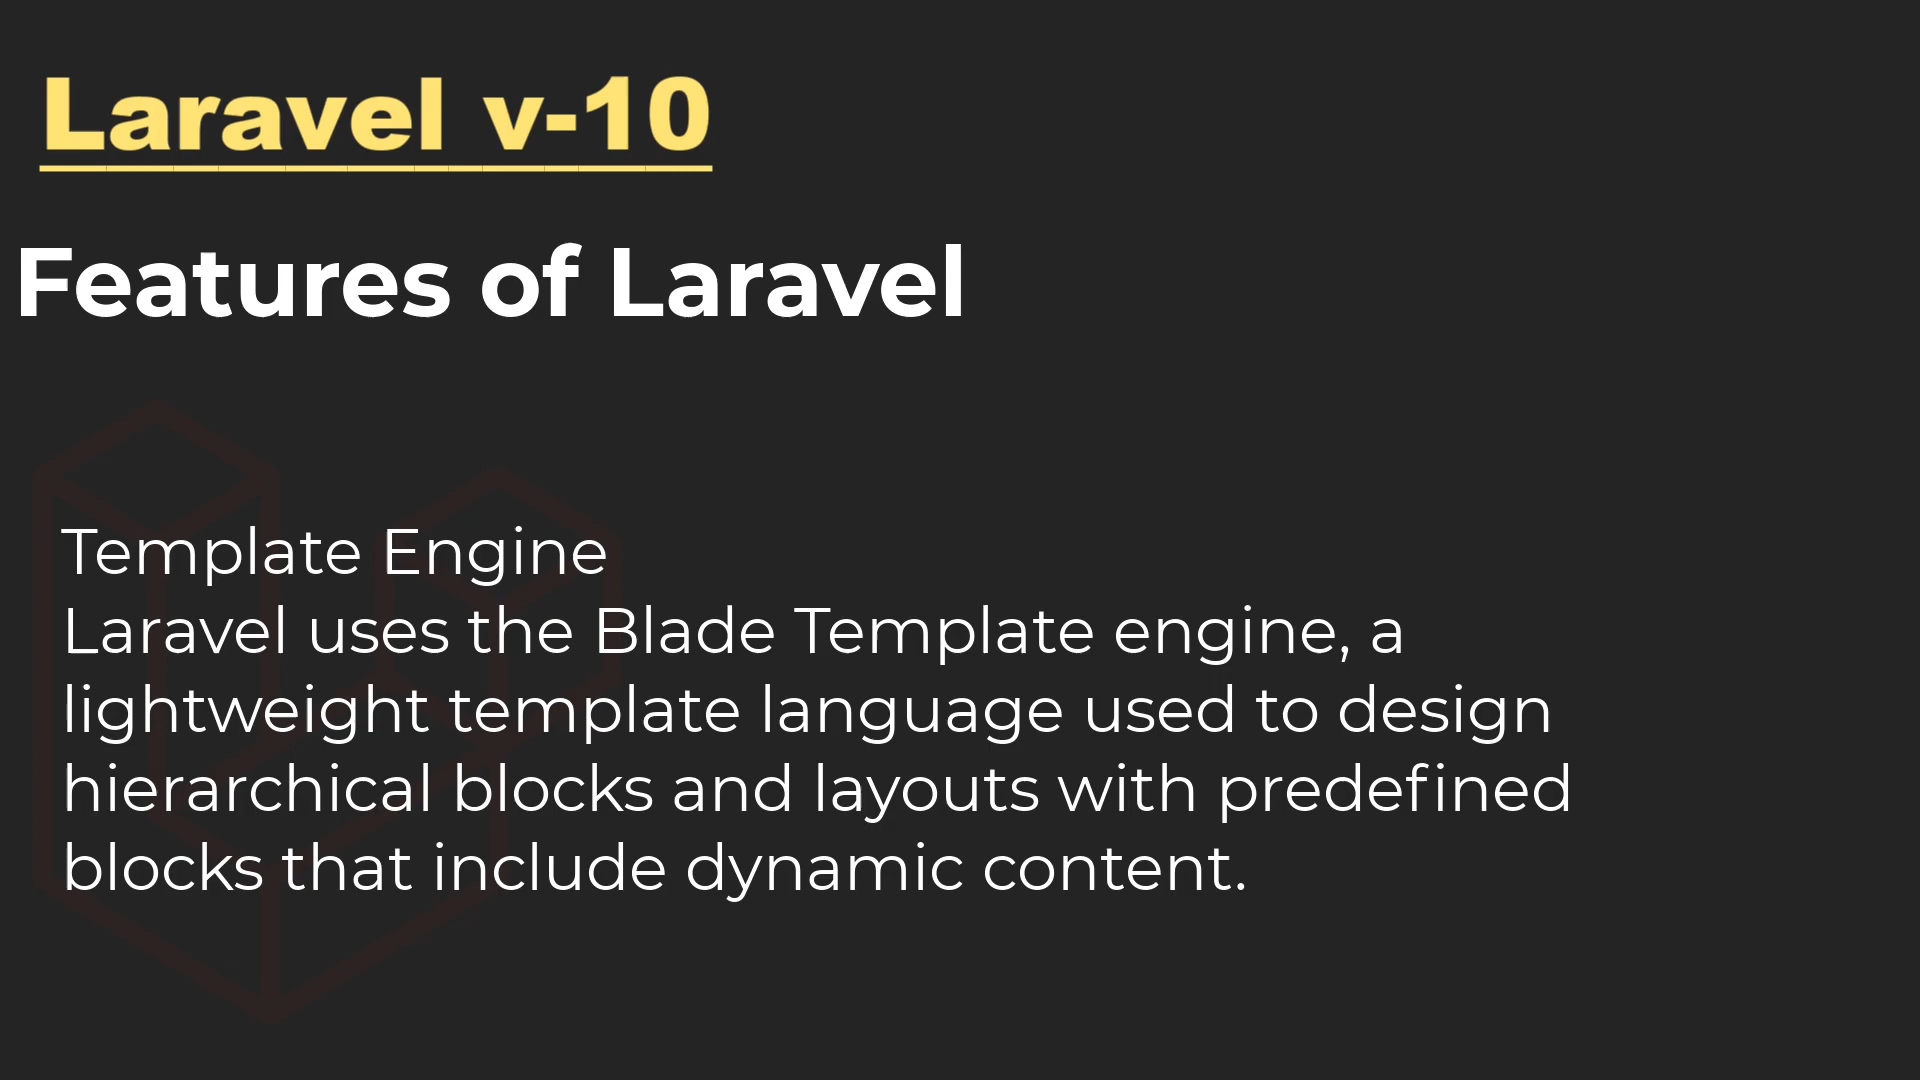 Laravel v-10
Features of Laravel
Template Engine
Laravel uses the Blade Template engine, a
lightweight template language used to design
hierarchical blocks and layouts with predefined
blocks that include dynamic content.